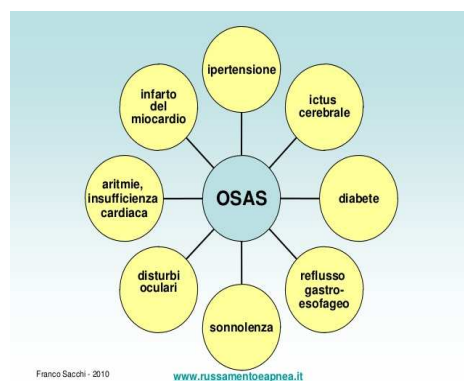 ipertensione
ictus
cerebrale
diabete
reflusso
gastro-
esofageo
sonnolenza
disturbi
oculari
aritmie,
insufficienza
cardiaca
infarto
del
miocardio
OSAS
Franco Sacchi - 2010
www.russamentoeapnea.it